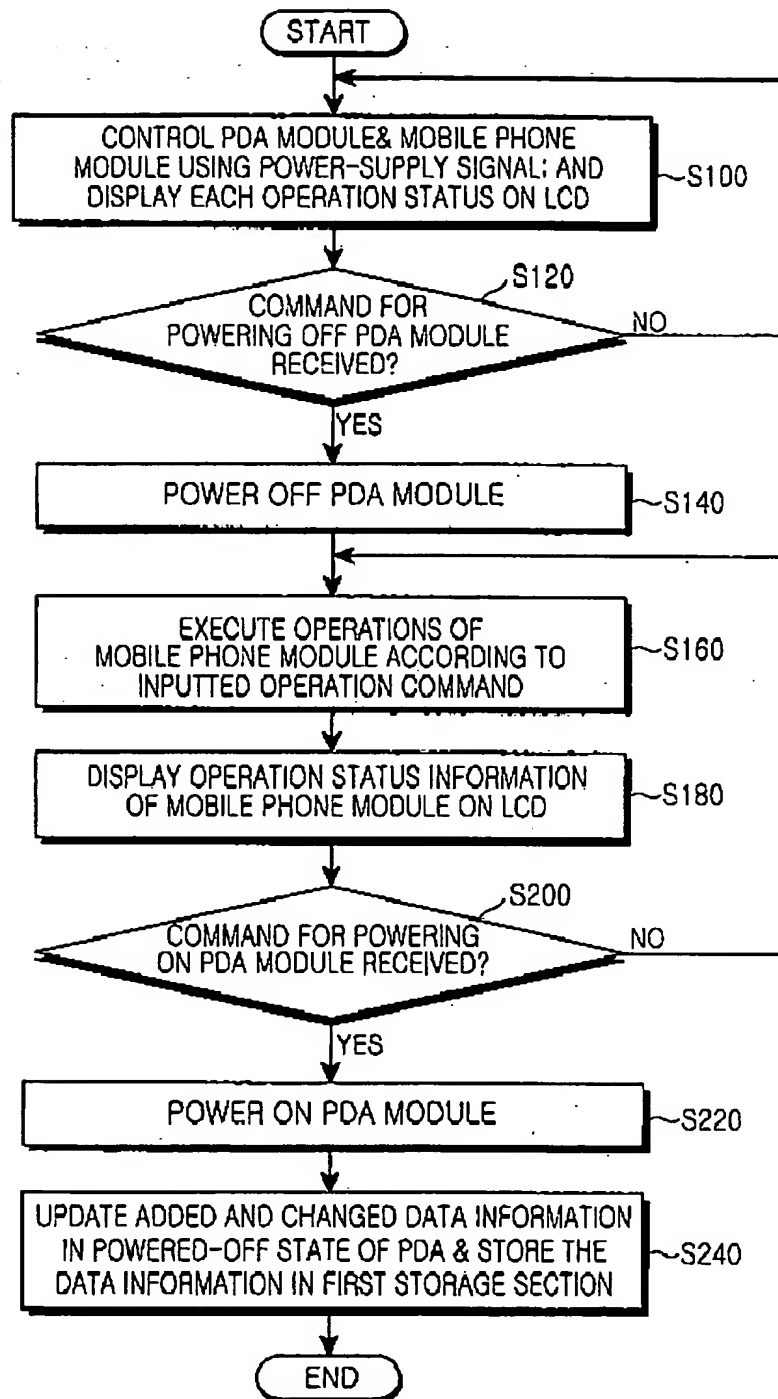 START
CONTROL PDA MODULE& MOBILE PHONE
MODULE USING POWER-SUPPLY SIGNAL; AND
DISPLAY EACH OPERATION STATUS ON LCD
S100
S120
COMMAND FOR
POWERING OFF PDA MODULE
RECEIVED?
NO
YES
POWER OFF PDA MODULE
S140
EXECUTE OPERATIONS OF
MOBILE PHONE MODULE ACCORDING TO
INPUTTED OPERATION COMMAND
S160
DISPLAY OPERATION STATUS INFORMATION
OF MOBILE PHONE MODULE ON LCD
S180
S200
COMMAND FOR POWERING
ON PDA MODULE RECEIVED?
NO
YES
POWER ON PDA MODULE
S220
UPDATE ADDED AND CHANGED DATA INFORMATION
IN POWERED-OFF STATE OF PDA & STORE THE
DATA INFORMATION IN FIRST STORAGE SECTION
S240
END